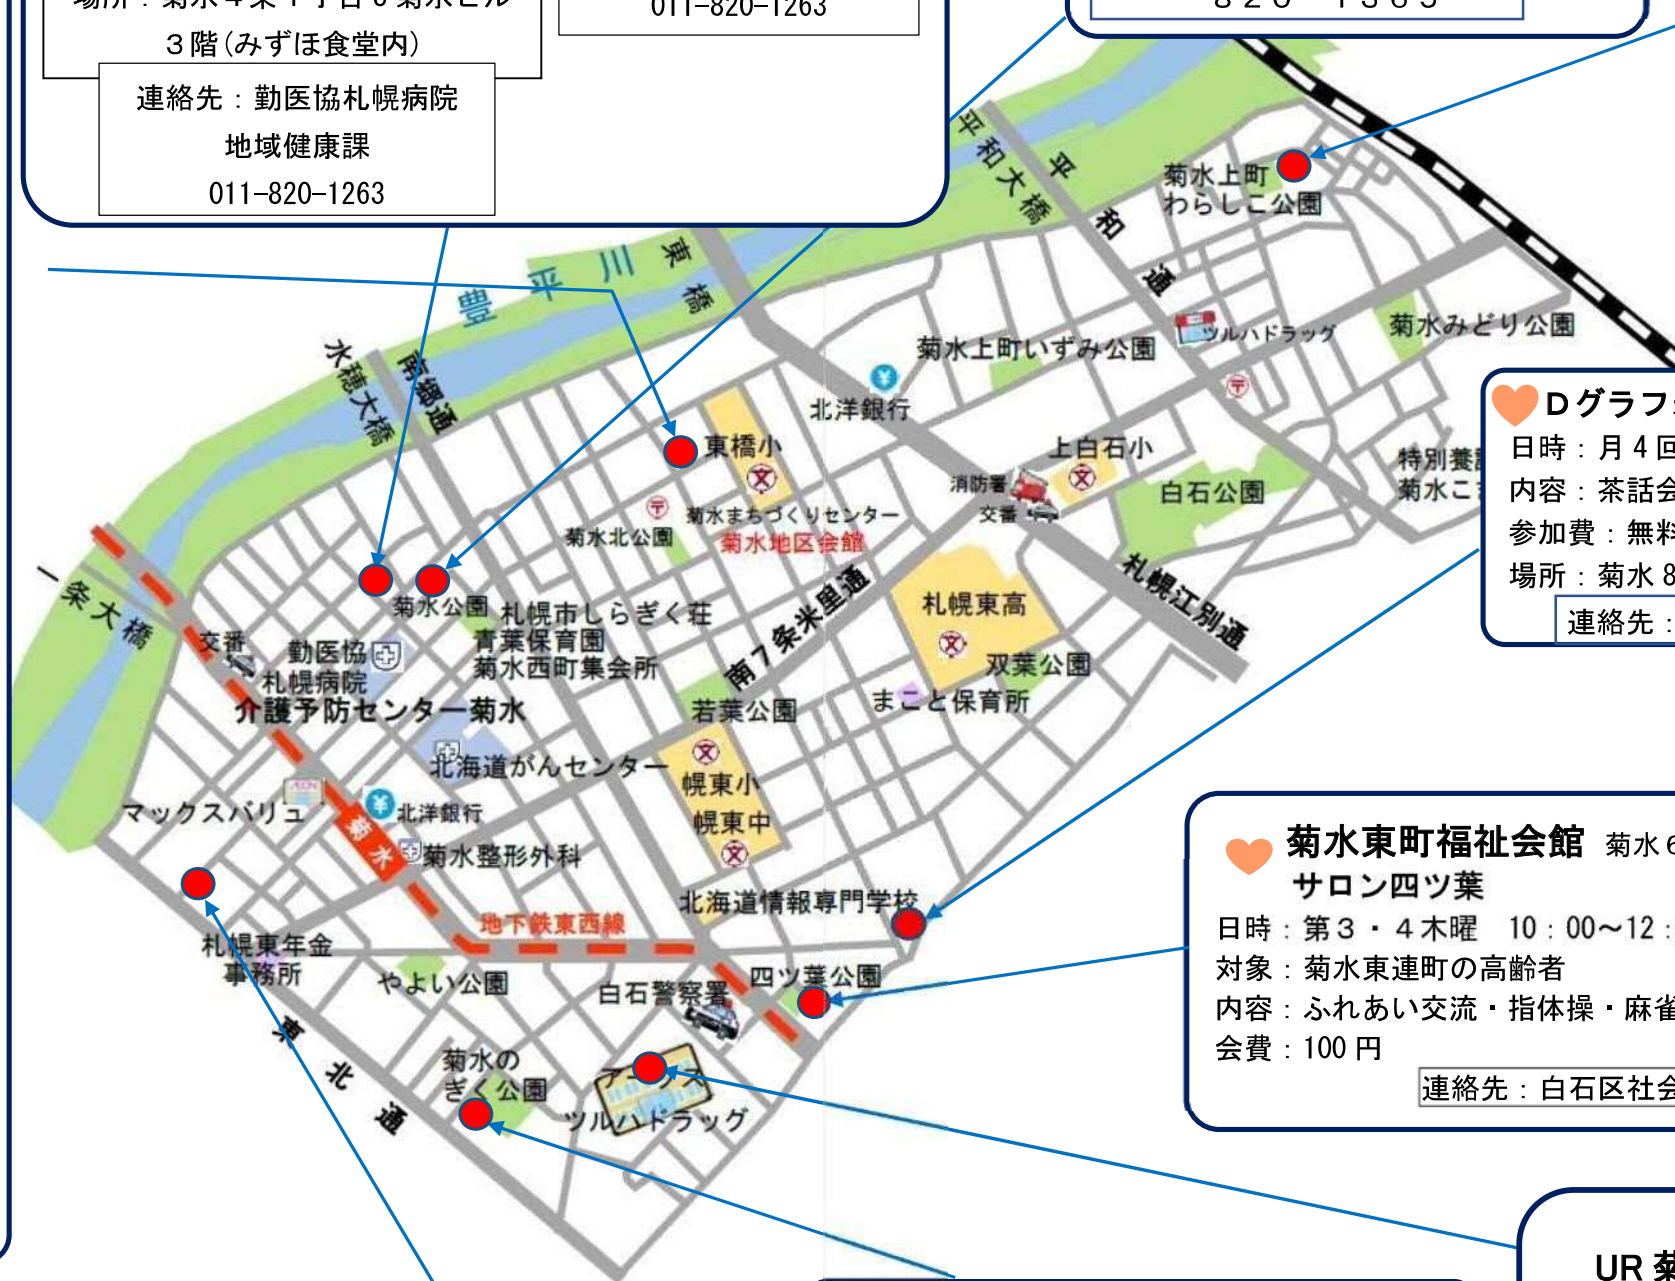 場所：菊水４条１丁目
３階(みずほ食堂内)
連絡先：勤医協札幌病院
地域健康課
011-820-1263
011-820-1263
平和大橋
平和通
菊水上町
わらしこ公園
豊平川
東橋
水穂大橋
南郷通
菊水上町いずみ公園
ツルハドラッグ
菊水みどり公園
北洋銀行
東橋小
上白石小
消防署
交番
白石公園
特別養
菊水こ
菊水まちづくりセンター
菊水地区会館
菊水北公園
南７条米里通
札幌東高
札幌江別通
一条大橋
交番
菊水公園
札幌市しらぎく荘
青葉保育園
菊水西町集会所
勤医協
札幌病院
介護予防センター菊水
双葉公園
まこと保育所
若葉公園
北海道がんセンター
幌東小
幌東中
マックスバリュ
北洋銀行
菊水
菊水整形外科
北海道情報専門学校
地下鉄東西線
札幌東年金
事務所
やよい公園
白石警察署
四ツ葉公園
東北通
菊水の
ぎく公園
ツルハドラッグ
Ｄグラフ
日時：月４回
内容：茶話会
参加費：無料
場所：菊水８
連絡先：
菊水東町福祉会館 菊水６
サロン四ツ葉
日時：第３・４木曜　10：00～12：
対象：菊水東連町の高齢者
内容：ふれあい交流・指体操・麻雀
会費：100 円
連絡先：白石区社会
UR 菊